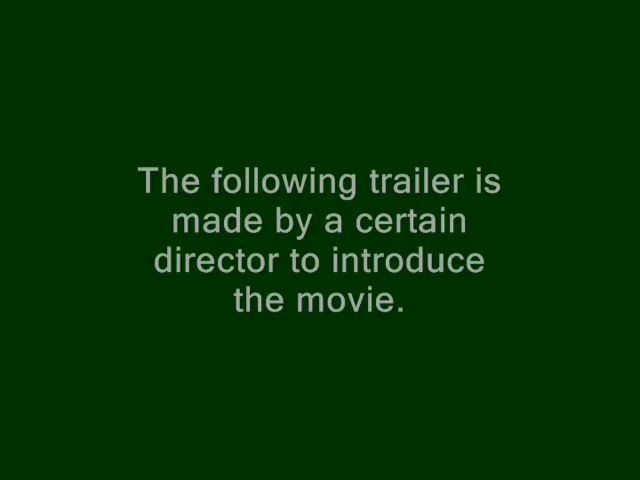 The following trailer is
made by a certain
director to introduce
the movie.